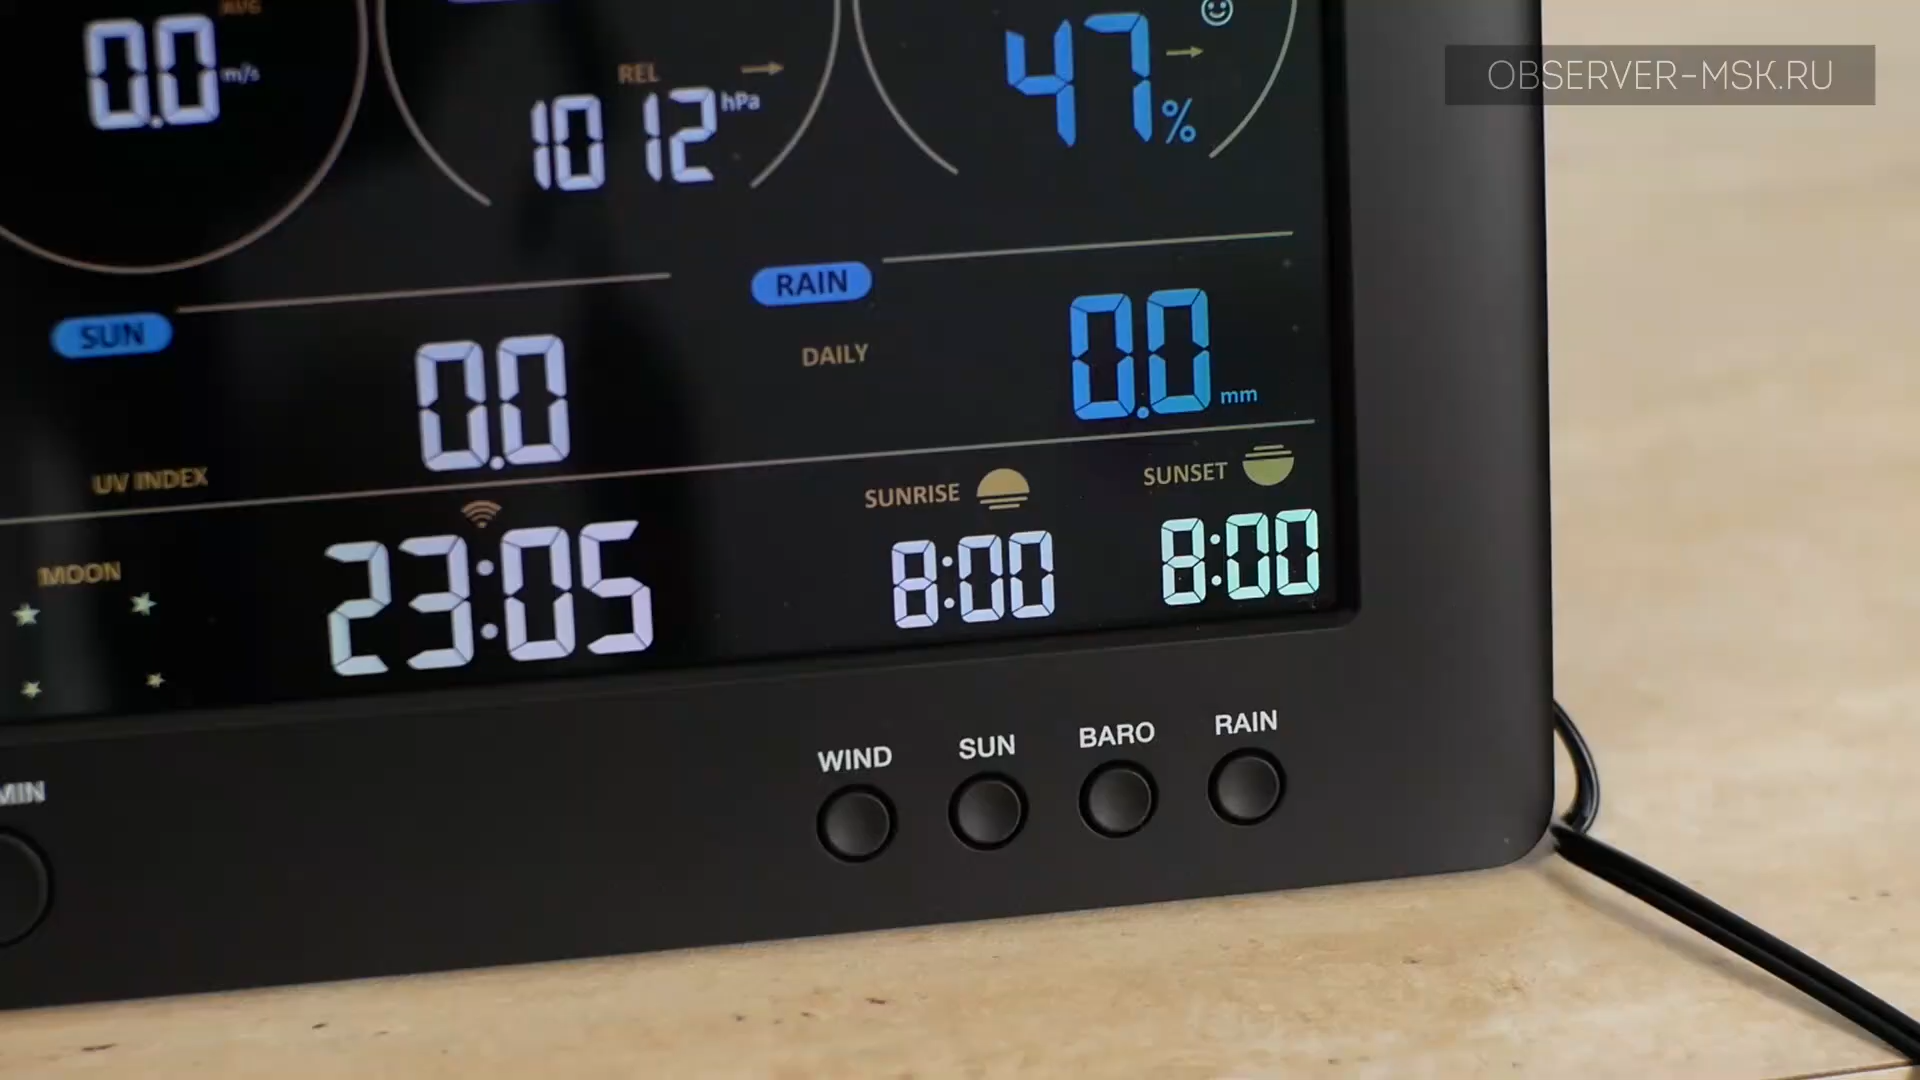 OBSERVER-MSK.RU
AVG
0.0 m/s
REL
1012 hPa
47 %
SUN
0.0
UV INDEX
RAIN
DAILY
0.0 mm
MOON
23:05
SUNRISE
8:00
SUNSET
8:00
MIN
WIND
SUN
BARO
RAIN